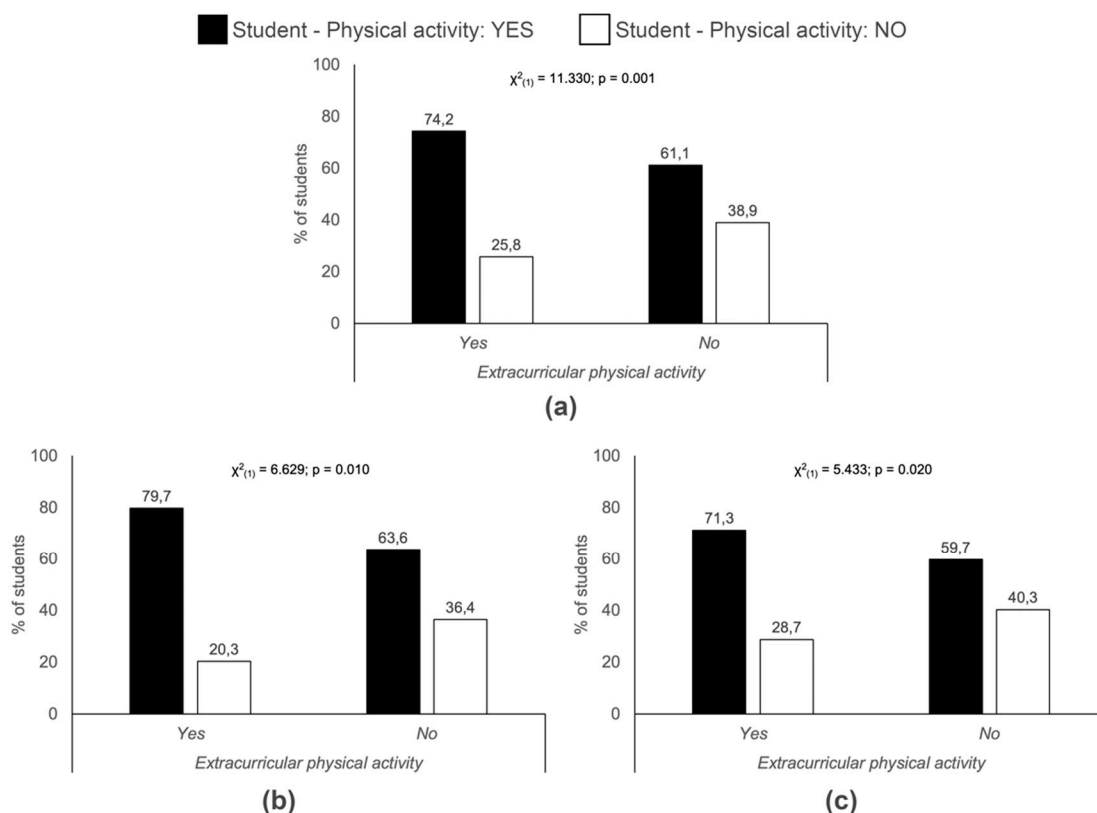 Student - Physical activity: YES Student - Physical activity: NO
100
80
60
40
20
0
% of students
χ²(1) = 11.330; p = 0.001
74,2
25,8
61,1
38,9
Yes No
Extracurricular physical activity
(a)
100
80
60
40
20
0
% of students
χ²(1) = 6.629; p = 0.010
79,7
20,3
63,6
36,4
Yes No
Extracurricular physical activity
(b)
100
80
60
40
20
0
% of students
χ²(1) = 5.433; p = 0.020
71,3
28,7
59,7
40,3
Yes No
Extracurricular physical activity
(c)